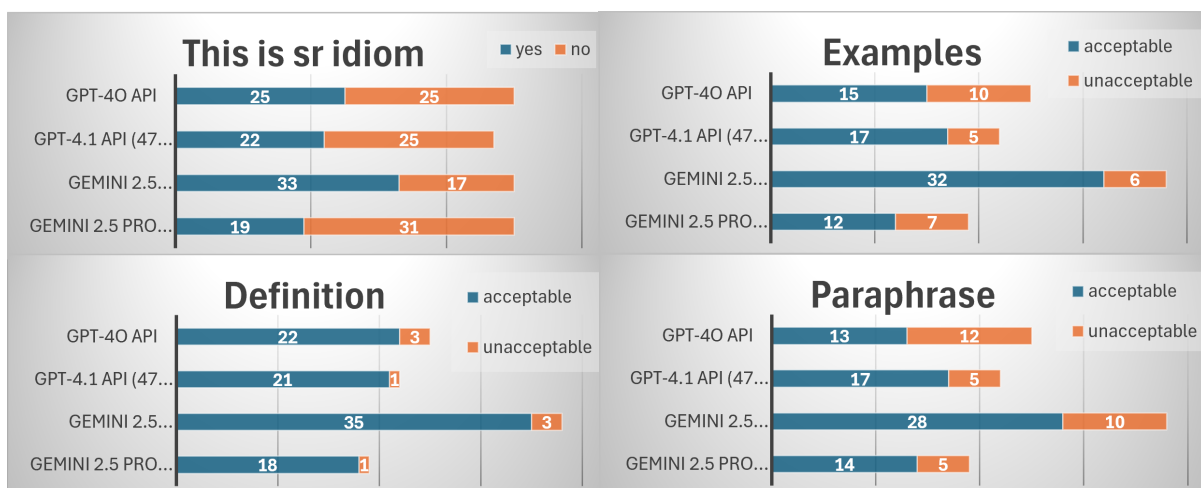 This is sr idiom
yes no
GPT-4O API 25 25
GPT-4.1 API (47... 22 25
GEMINI 2.5... 33 17
GEMINI 2.5 PRO... 19 31
Examples
acceptable
unacceptable
GPT-4O API 15 10
GPT-4.1 API (47... 17 5
GEMINI 2.5... 32 6
GEMINI 2.5 PRO... 12 7
Definition
acceptable
unacceptable
GPT-4O API 22 3
GPT-4.1 API (47... 21 1
GEMINI 2.5... 35 3
GEMINI 2.5 PRO... 18 1
Paraphrase
acceptable
unacceptable
GPT-4O API 13 12
GPT-4.1 API (47... 17 5
GEMINI 2.5... 28 10
GEMINI 2.5 PRO... 14 5